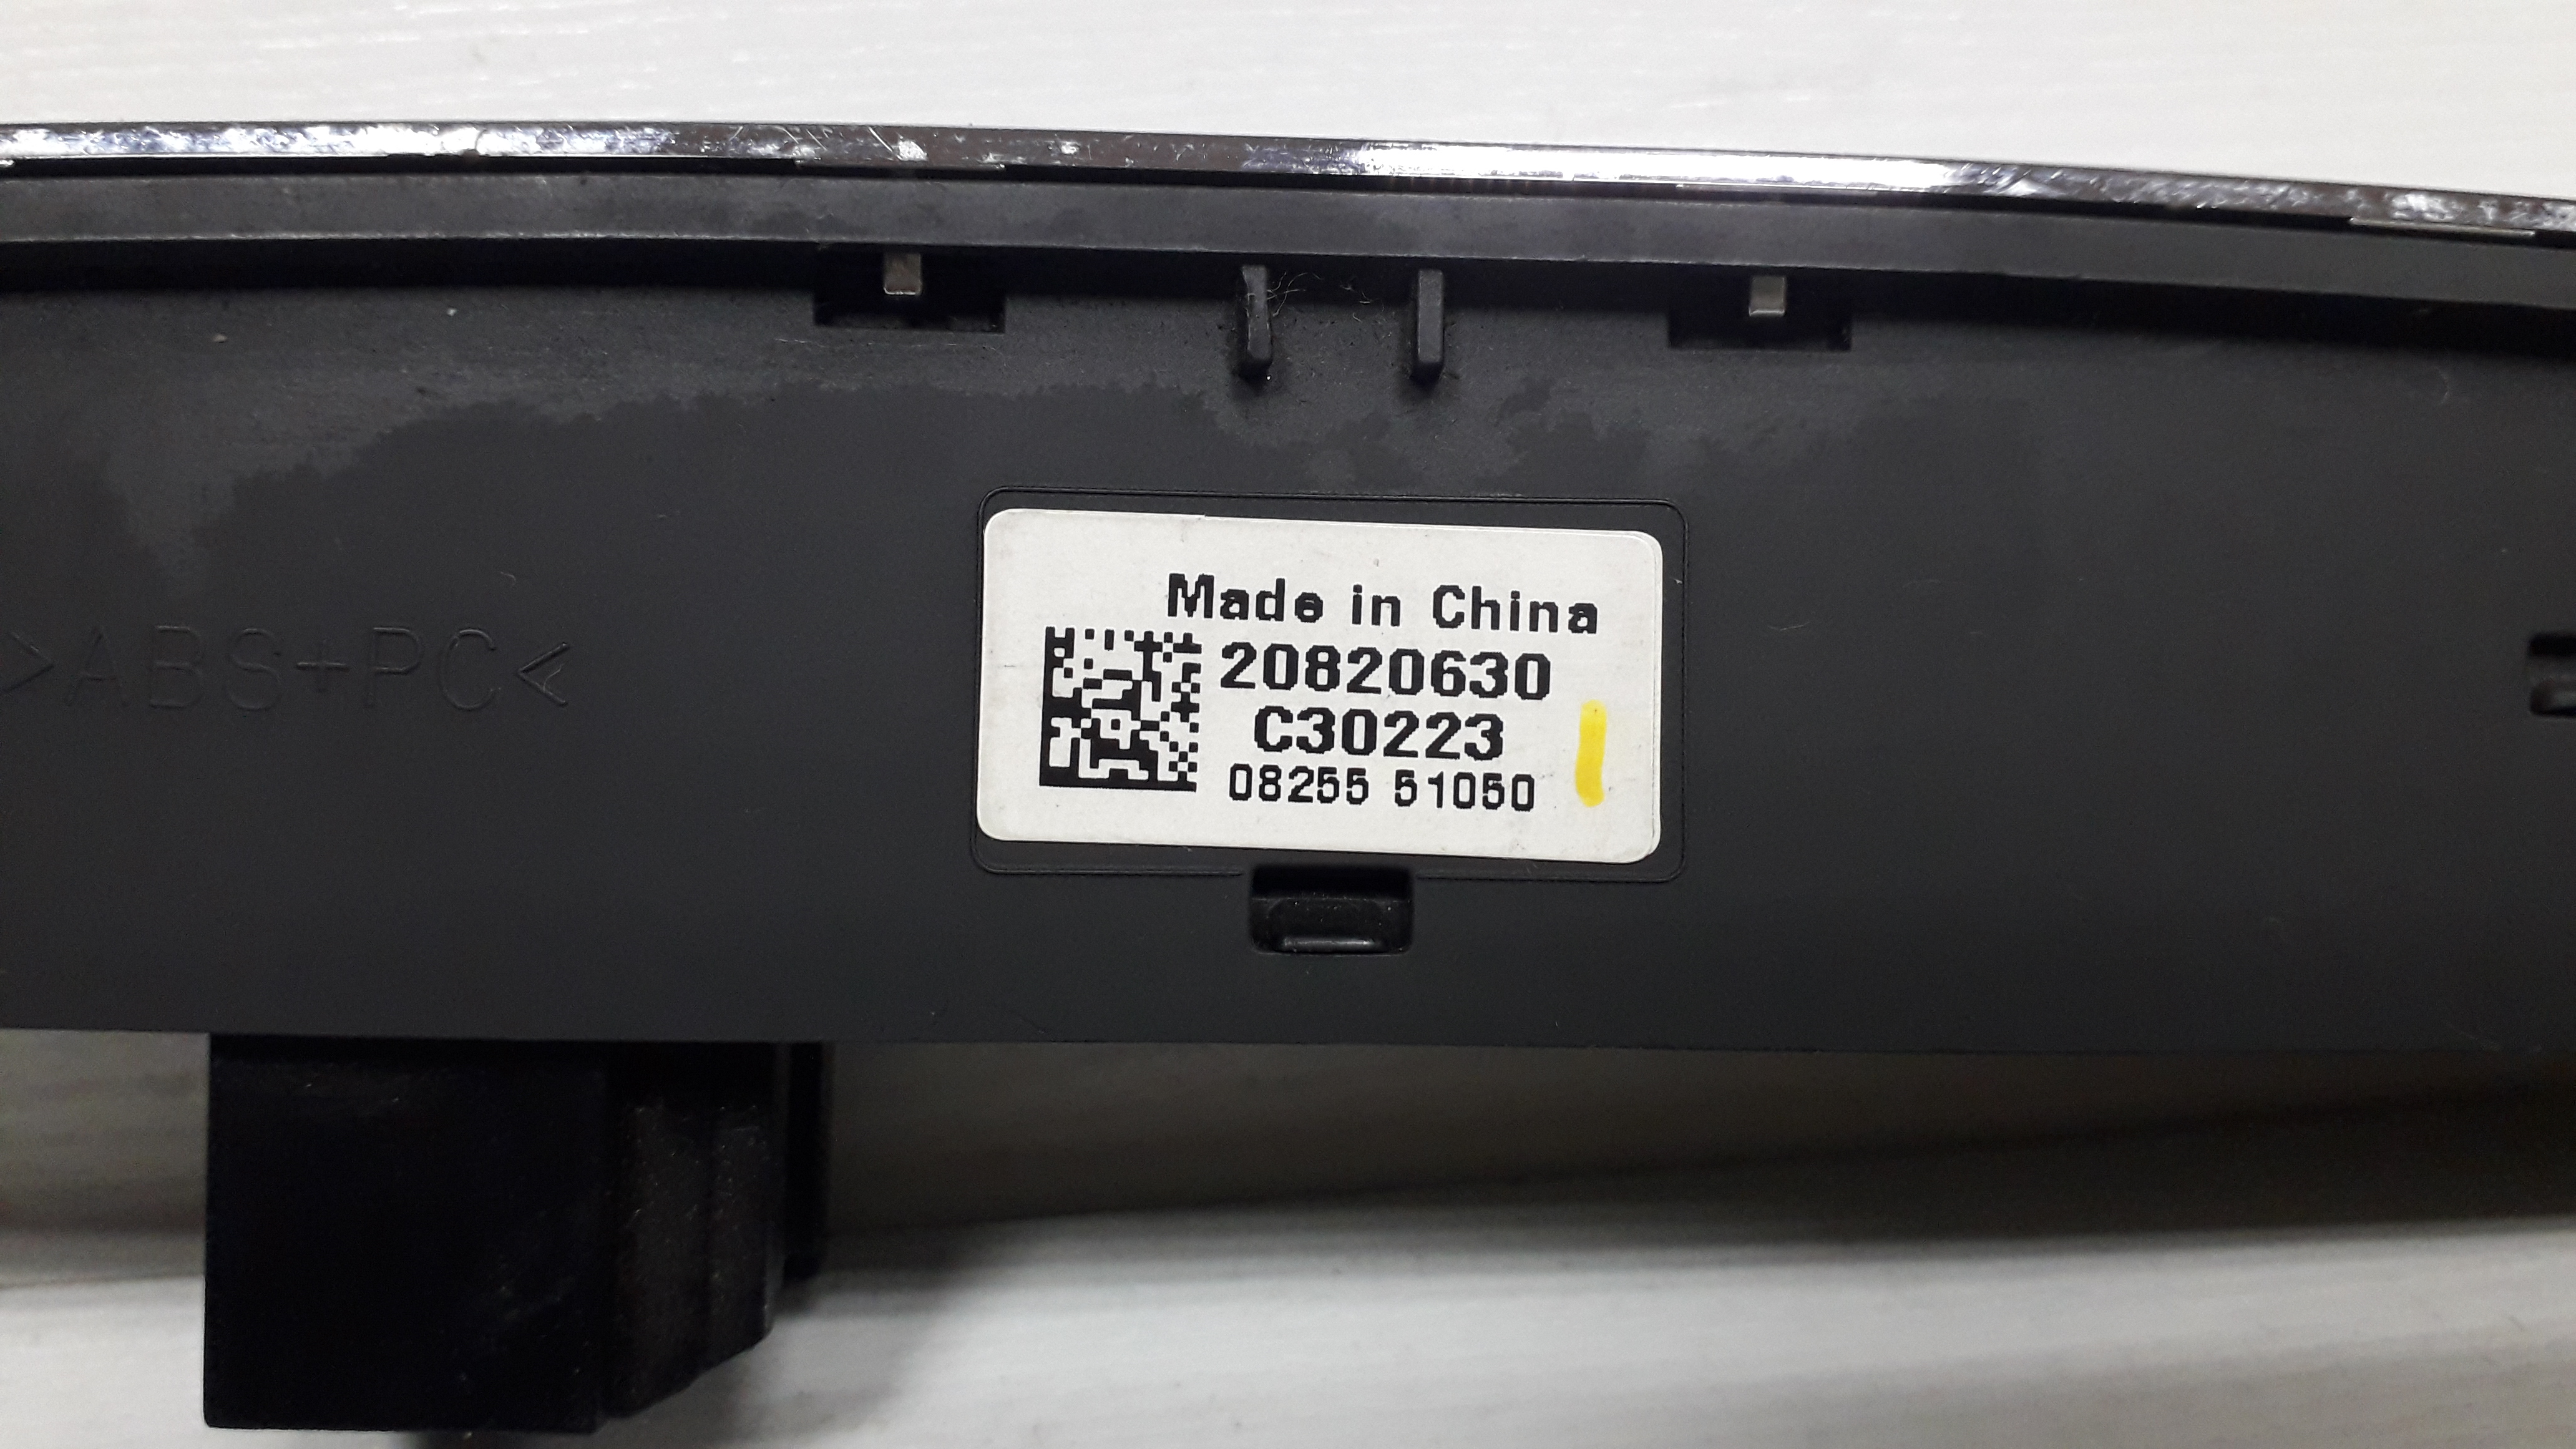 >ABS+PC<
Made in China
20820630
C30223
08255 51050